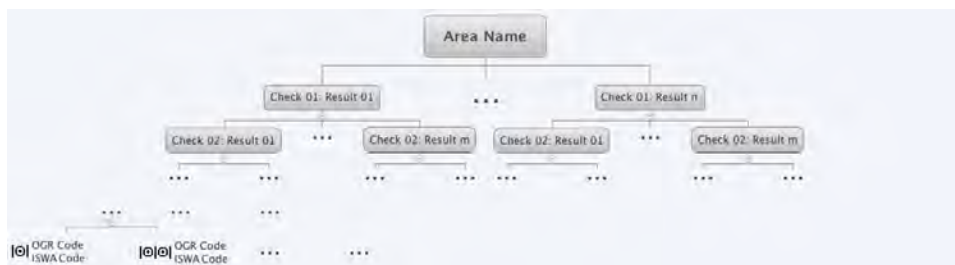 Area Name
Check 01: Result 01
...
Check 01: Result n
Check 02: Result 01
...
Check 02: Result m
Check 02: Result 01
...
Check 02: Result m
... ... ... ... ... ... ... ...
... ... ...
OGR Code
ISWA Code
OGR Code
ISWA Code
... ...